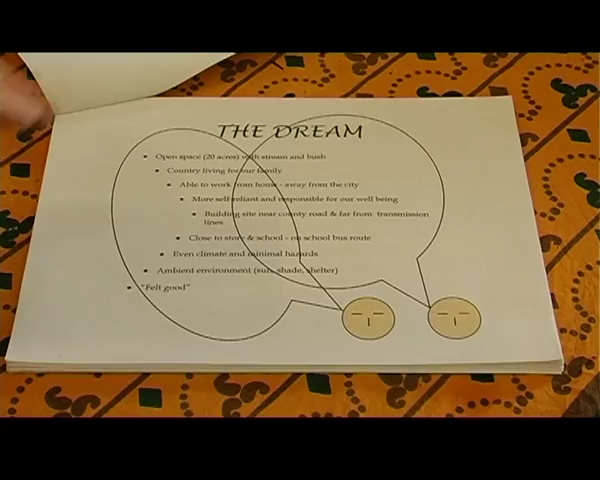 THE DREAM
• Open space (20 acres) with stream and bush
• Country living for our family
• Able to work from home - away from the city
• More self-reliant and responsible for our well being
• Building site near county road & far from transmission
lines
• Close to store & school - on school bus route
• Even climate and minimal hazards
• Ambient environment (sun, shade, shelter)
• "Felt good"